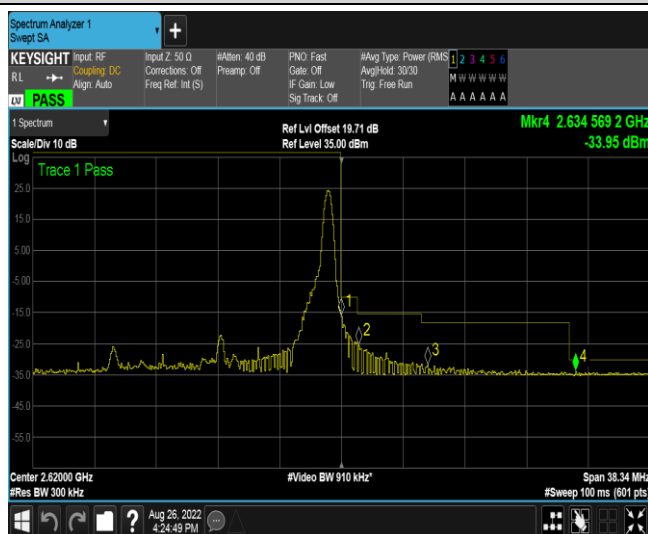 Spectrum Analyzer 1
Swept SA
+
KEYSIGHT
RL
LXI PASS
Input: RF
Coupling: DC
Align: Auto
Input Z: 50 Ω
Corrections: Off
Freq Ref: Int (S)
#Atten: 40 dB
Preamp: Off
PNO: Fast
Gate: Off
IF Gain: Low
Sig Track: Off
#Avg Type: Power (RMS
Avg|Hold: 30/30
Trig: Free Run
1 2 3 4 5 6
M W W W W W
A A A A A A
1 Spectrum
Scale/Div 10 dB
Ref Lvl Offset 19.71 dB
Ref Level 35.00 dBm
Mkr4 2.634 569 2 GHz
-33.95 dBm
Log
Trace 1 Pass
25.0
15.0
5.00
-5.00
-15.0
-25.0
-35.0
-45.0
-55.0
1
2
3
4
Center 2.62000 GHz
#Res BW 300 kHz
#Video BW 910 kHz*
Span 38.34 MHz
#Sweep 100 ms (601 pts)
?
Aug 26, 2022
4:24:49 PM